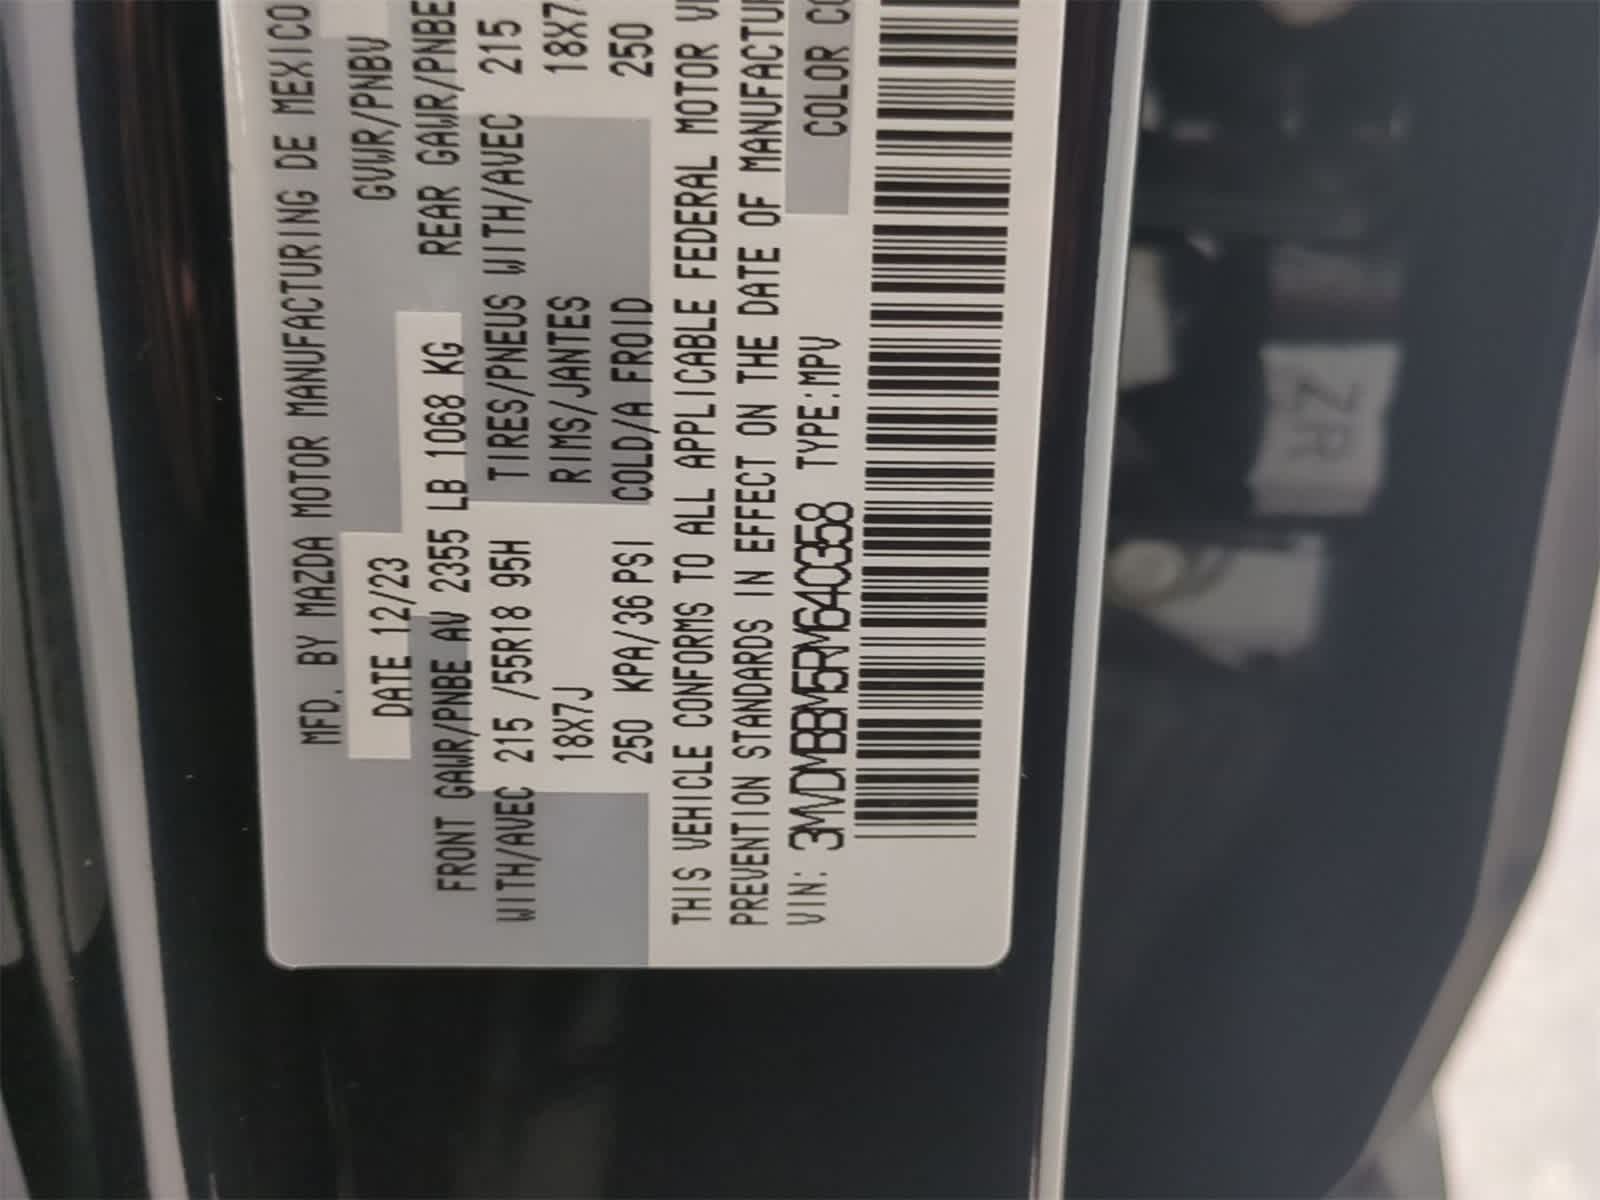 MFD. BY MAZDA MOTOR MANUFACTURING DE MEXICO
DATE 12/23 GVWR/PNBV
FRONT GAWR/PNBE AV 2355 LB 1068 KG REAR GAWR/PNBE
WITH/AVEC 215 /55R18 95H TIRES/PNEUS WITH/AVEC 215
18X7J RIMS/JANTES 18X7
250 KPA/36 PSI COLD/A FROID 250
THIS VEHICLE CONFORMS TO ALL APPLICABLE FEDERAL MOTOR
PREVENTION STANDARDS IN EFFECT ON THE DATE OF MANUFACTU
VIN: 3MVDMBBM5RM640358 TYPE:MPV COLOR
ZR